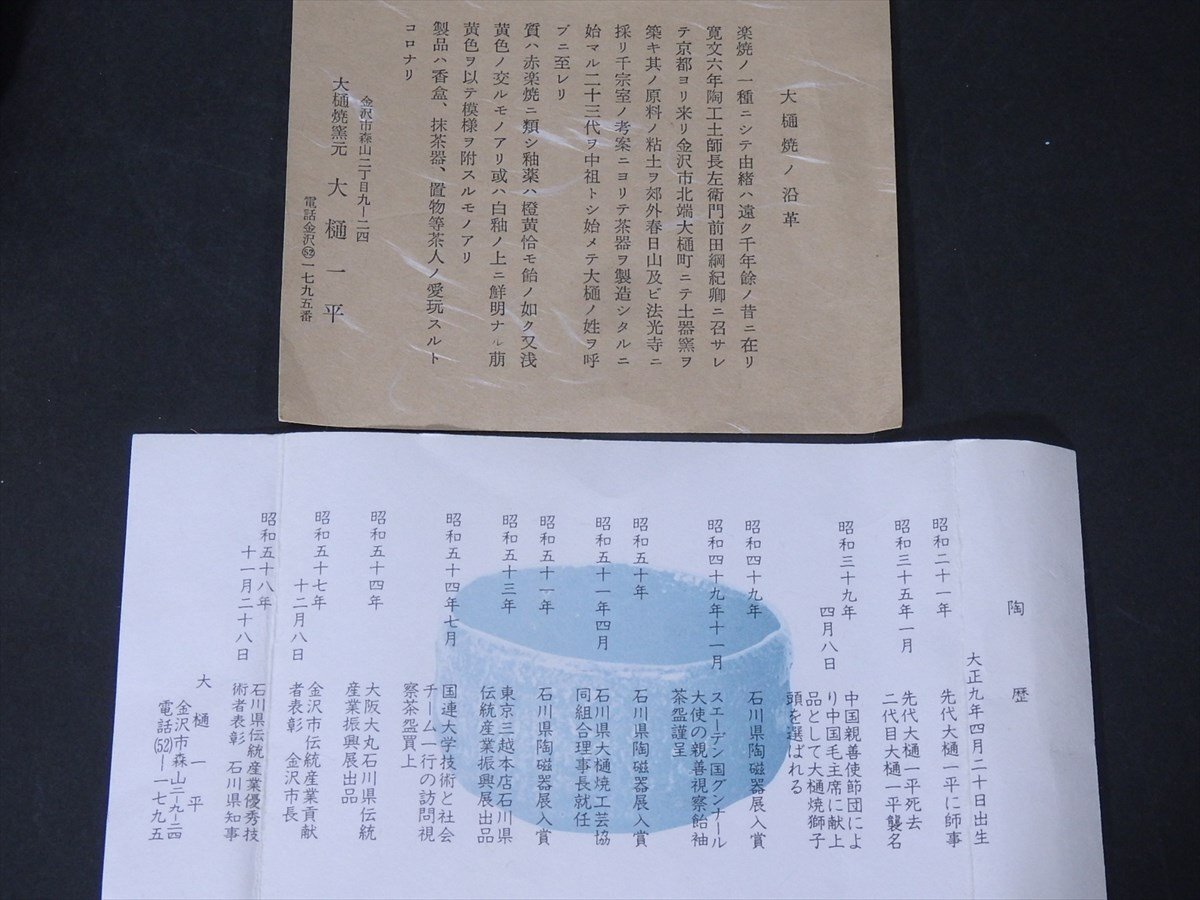 大樋焼ノ沿革
楽焼ノ一種ニシテ由緒ハ遠ク千年餘ノ昔ニ在リ
寛文六年陶工土師長左衛門前田綱紀卿ニ召サレ
テ京都ヨリ来リ金沢市北端大樋町ニテ土器窯ヲ
築キ其ノ原料ノ粘土ヲ郊外春日山及ビ法光寺ニ
採リ千宗室ノ考案ニヨリテ茶器ヲ製造シタルニ
始マル二十三代ヲ中祖トシ始メテ大樋ノ姓ヲ呼
ブニ至レリ
質ハ赤楽焼ニ類シ釉薬ハ橙黄恰モ飴ノ如ク又浅
黄色ノ交ルモノアリ或ハ白釉ノ上ニ鮮明ナル萠
黄色ヲ以テ模様ヲ附スルモノアリ
製品ハ香盒、抹茶器、置物等茶人ノ愛玩スルト
コロナリ
金沢市森山二丁目九ー二四
大樋焼窯元 大樋一平
電話金沢52一七九五番
陶歴
大正九年四月二十日出生
昭和二十一年 先代大樋一平に師事
昭和三十五年一月 先代大樋一平死去
二代目大樋一平襲名
昭和三十九年
四月八日
中国親善使節団によ
り中国毛主席に献上
品として大樋焼獅子
頭を選ばれる
昭和四十九年 石川県陶磁器展入賞
昭和四十九年十一月 スエーデン国グンナール
大使の親善視察飴釉
茶盌謹呈
昭和五十年 石川県陶磁器展入賞
昭和五十一年四月 石川県大樋焼工芸協
同組合理事長就任
昭和五十一年 石川県陶磁器展入賞
昭和五十三年 東京三越本店石川県
伝統産業振興展出品
昭和五十四年七月 国連大学技術と社会
チーム一行の訪問視
察茶盌買上
昭和五十四年 大阪大丸石川県伝統
産業振興展出品
昭和五十七年
十二月八日
金沢市伝統産業貢献
者表彰 金沢市長
昭和五十八年
十一月二十八日
石川県伝統産業優秀技
術者表彰 石川県知事
大樋一平
金沢市森山二ー九ー二四
電話(52)ー一七九五